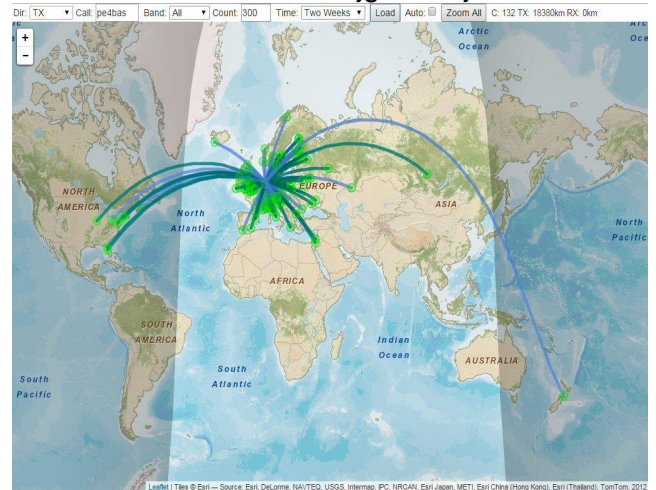 Dir: TX Call: pe4bas Band: All Count: 300 Time: Two Weeks Load Auto: Zoom All C: 132 TX: 18380km RX: 0km
+
-
Arctic
Ocean
NORTH
AMERICA
EUROPE
ASIA
North
Atlantic
North
Pacific
AFRICA
SOUTH
AMERICA
Indian
Ocean
AUSTRALIA
South
Pacific
South
Atlantic
Leaflet | Tiles © Esri — Source: Esri, DeLorme, NAVTEQ, USGS, Intermap, iPC, NRCAN, Esri Japan, METI, Esri China (Hong Kong), Esri (Thailand), TomTom, 2012